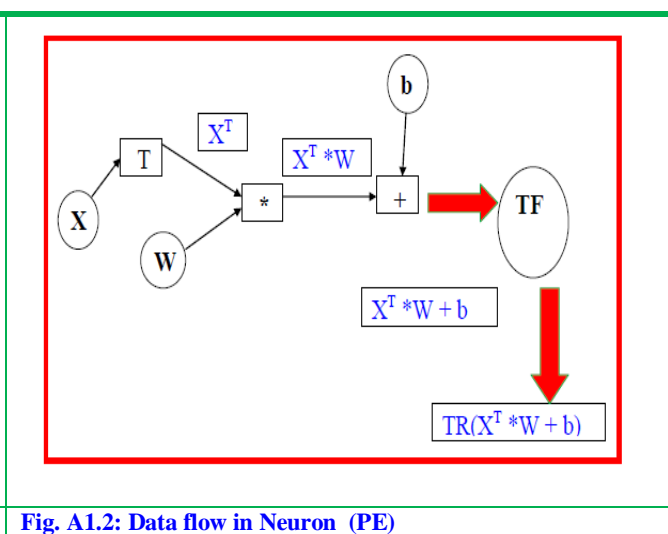 b
X^T
T
X^T *W
*
+
TF
X
W
X^T *W + b
TR(X^T *W + b)
Fig. A1.2: Data flow in Neuron (PE)